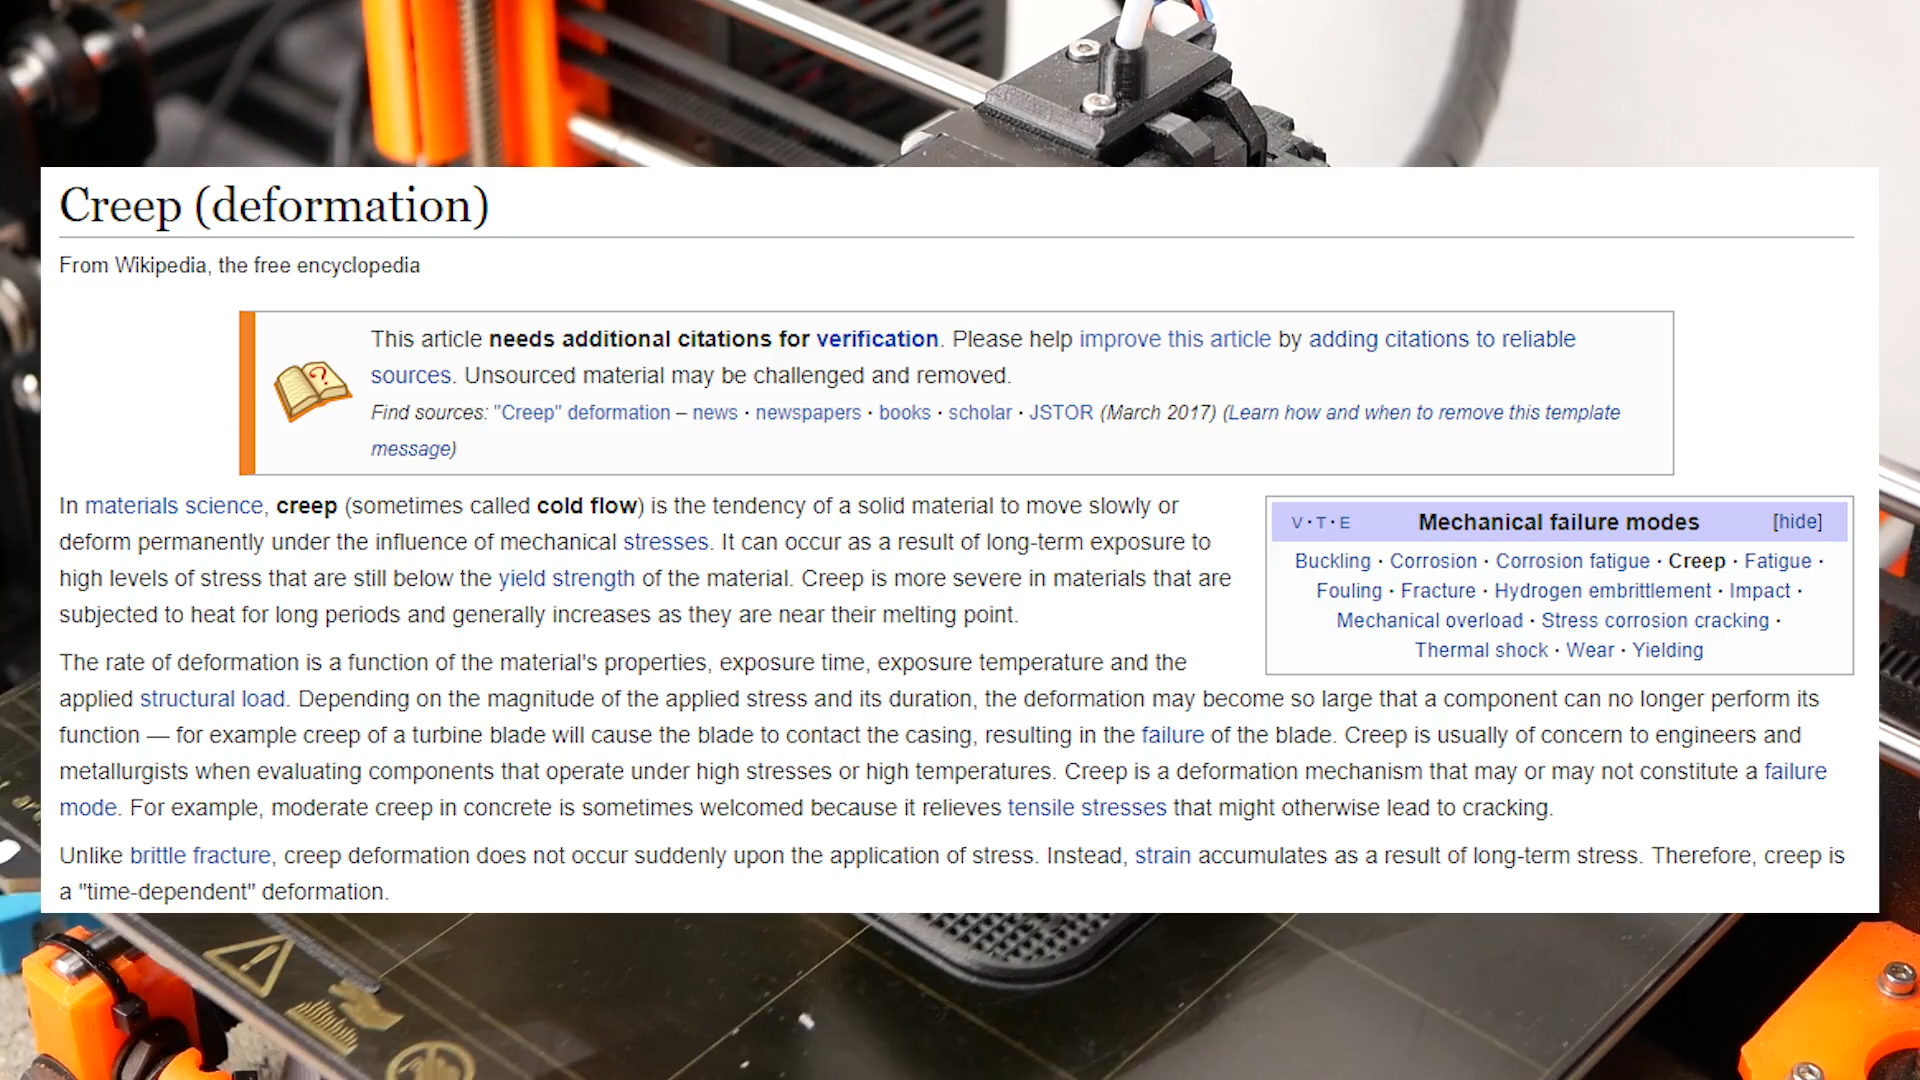 Creep (deformation)
From Wikipedia, the free encyclopedia
This article needs additional citations for verification. Please help improve this article by adding citations to reliable
sources. Unsourced material may be challenged and removed.
Find sources: "Creep" deformation – news · newspapers · books · scholar · JSTOR (March 2017) (Learn how and when to remove this template
message)
In materials science, creep (sometimes called cold flow) is the tendency of a solid material to move slowly or
deform permanently under the influence of mechanical stresses. It can occur as a result of long-term exposure to
high levels of stress that are still below the yield strength of the material. Creep is more severe in materials that are
subjected to heat for long periods and generally increases as they are near their melting point.
V · T · E Mechanical failure modes [hide]
Buckling · Corrosion · Corrosion fatigue · Creep · Fatigue ·
Fouling · Fracture · Hydrogen embrittlement · Impact ·
Mechanical overload · Stress corrosion cracking ·
Thermal shock · Wear · Yielding
The rate of deformation is a function of the material's properties, exposure time, exposure temperature and the
applied structural load. Depending on the magnitude of the applied stress and its duration, the deformation may become so large that a component can no longer perform its
function — for example creep of a turbine blade will cause the blade to contact the casing, resulting in the failure of the blade. Creep is usually of concern to engineers and
metallurgists when evaluating components that operate under high stresses or high temperatures. Creep is a deformation mechanism that may or may not constitute a failure
mode. For example, moderate creep in concrete is sometimes welcomed because it relieves tensile stresses that might otherwise lead to cracking.
Unlike brittle fracture, creep deformation does not occur suddenly upon the application of stress. Instead, strain accumulates as a result of long-term stress. Therefore, creep is
a "time-dependent" deformation.